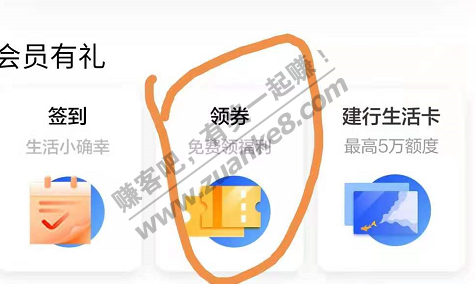 会员有礼
签到
领券
建行生活卡
生活小确幸
免费领福利
最高5万额度
赚客吧,有奖一起赚!
www.zuanke8.com